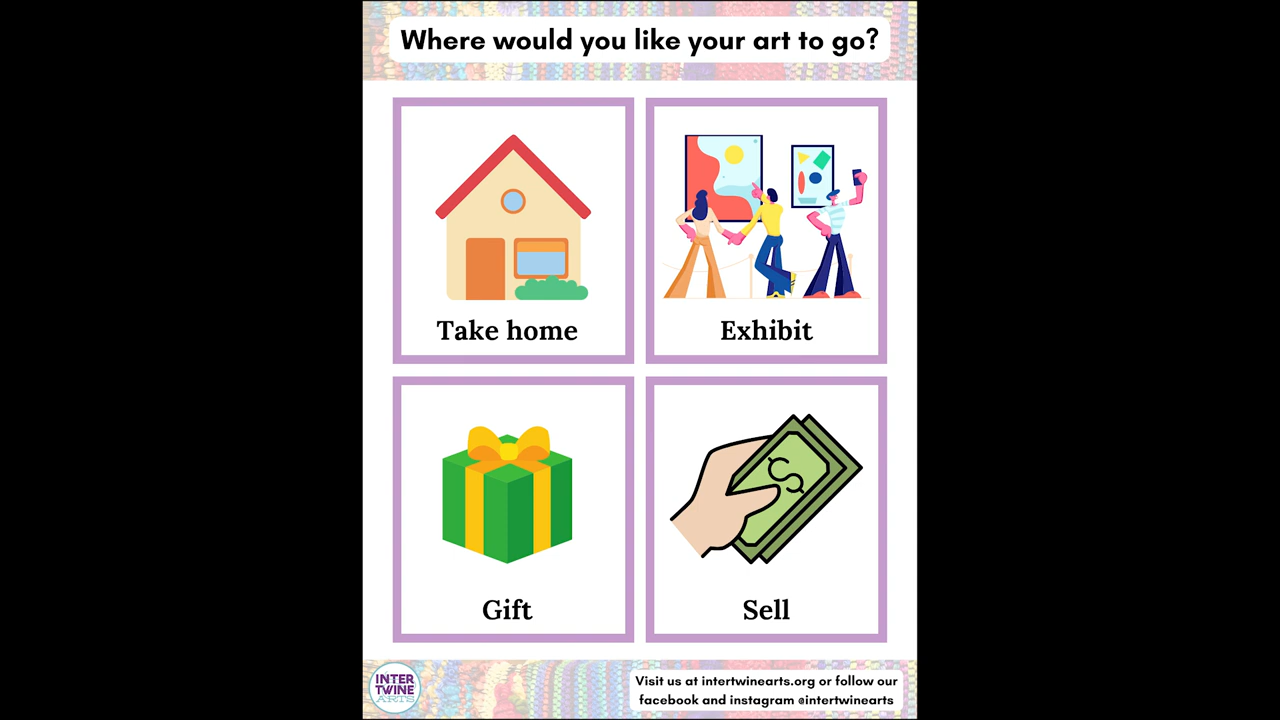 Where would you like your art to go?
Take home
Exhibit
Gift
Sell
INTER
TWINE
ARTS
Visit us at intertwinearts.org or follow our
facebook and instagram @intertwinearts